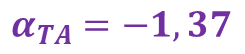 α_TA = −1,37